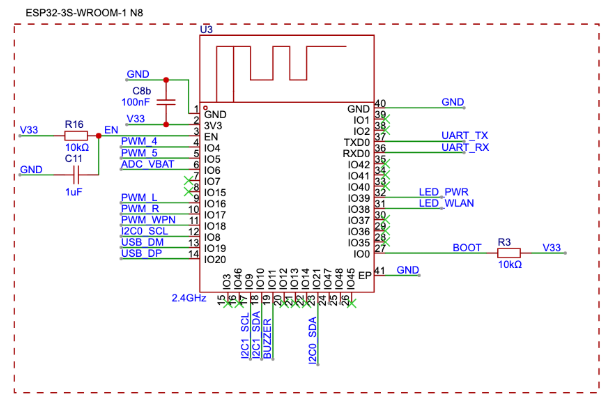 ESP32-3S-WROOM-1 N8
U3
GND
C8b
100nF
V33
R16
V33
EN
10kΩ
C11
GND
1uF
PWM_4
PWM_5
ADC_VBAT
PWM_L
PWM_R
PWM_WPN
I2C0_SCL
USB_DM
USB_DP
1 GND
2 3V3
3 EN
4 IO4
5 IO5
6 IO6
7 IO7
8 IO15
9 IO16
10 IO17
11 IO18
12 IO8
13 IO19
14 IO20
GND 40 GND
IO1 39
IO2 38
TXD0 37 UART_TX
RXD0 36 UART_RX
IO42 35
IO41 34
IO40 33
IO39 32 LED_PWR
IO38 31 LED_WLAN
IO37 30
IO36 29
IO35 28
IO0 27 BOOT R3 V33
10kΩ
EP 41 GND
2.4GHz
IO3 15
IO46 16
IO9 17 I2C1_SCL
IO10 18 I2C1_SDA
IO11 19 BUZZER
IO12 20
IO13 21
IO14 22
IO21 23 I2C0_SDA
IO47 24
IO48 25
IO45 26